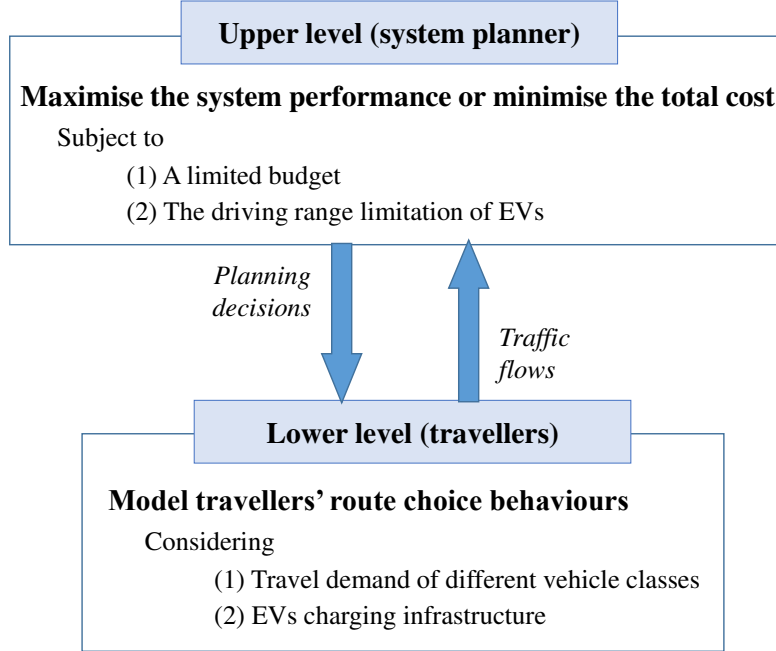 Upper level (system planner)
Maximise the system performance or minimise the total cost
Subject to
(1) A limited budget
(2) The driving range limitation of EVs
Planning
decisions
Traffic
flows
Lower level (travellers)
Model travellers’ route choice behaviours
Considering
(1) Travel demand of different vehicle classes
(2) EVs charging infrastructure